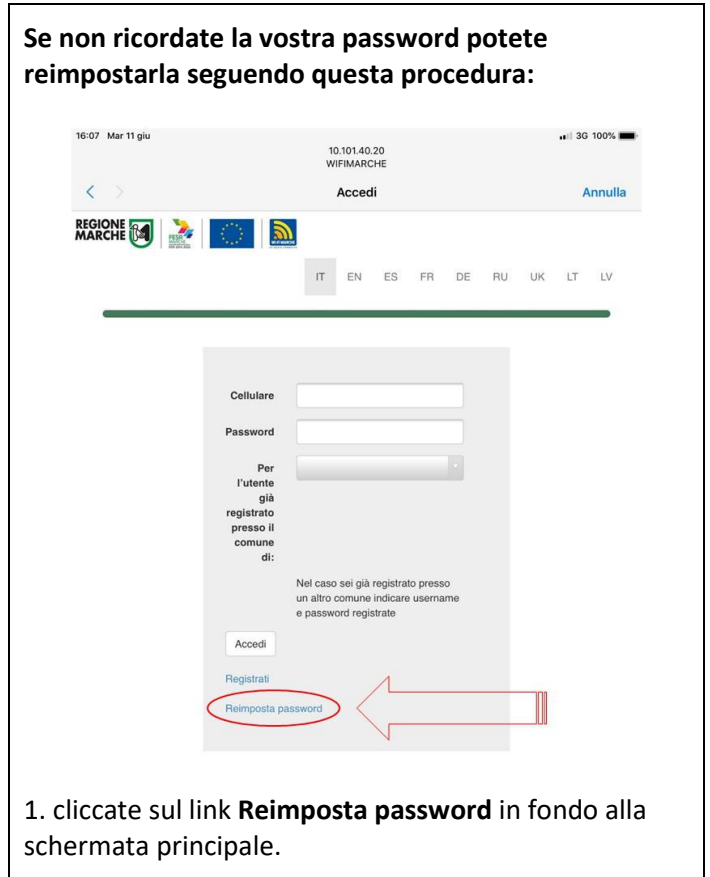 Se non ricordate la vostra password potete
reimpostarla seguendo questa procedura:
16:07 Mar 11 giu
3G 100%
10.101.40.20
WIFIMARCHE
Accedi
Annulla
REGIONE
MARCHE
IT EN ES FR DE RU UK LT LV
Cellulare
Password
Per
l'utente
già
registrato
presso il
comune
di:
Nel caso sei già registrato presso
un altro comune indicare username
e password registrate
Accedi
Registrati
Reimposta password
1. cliccate sul link Reimposta password in fondo alla
schermata principale.